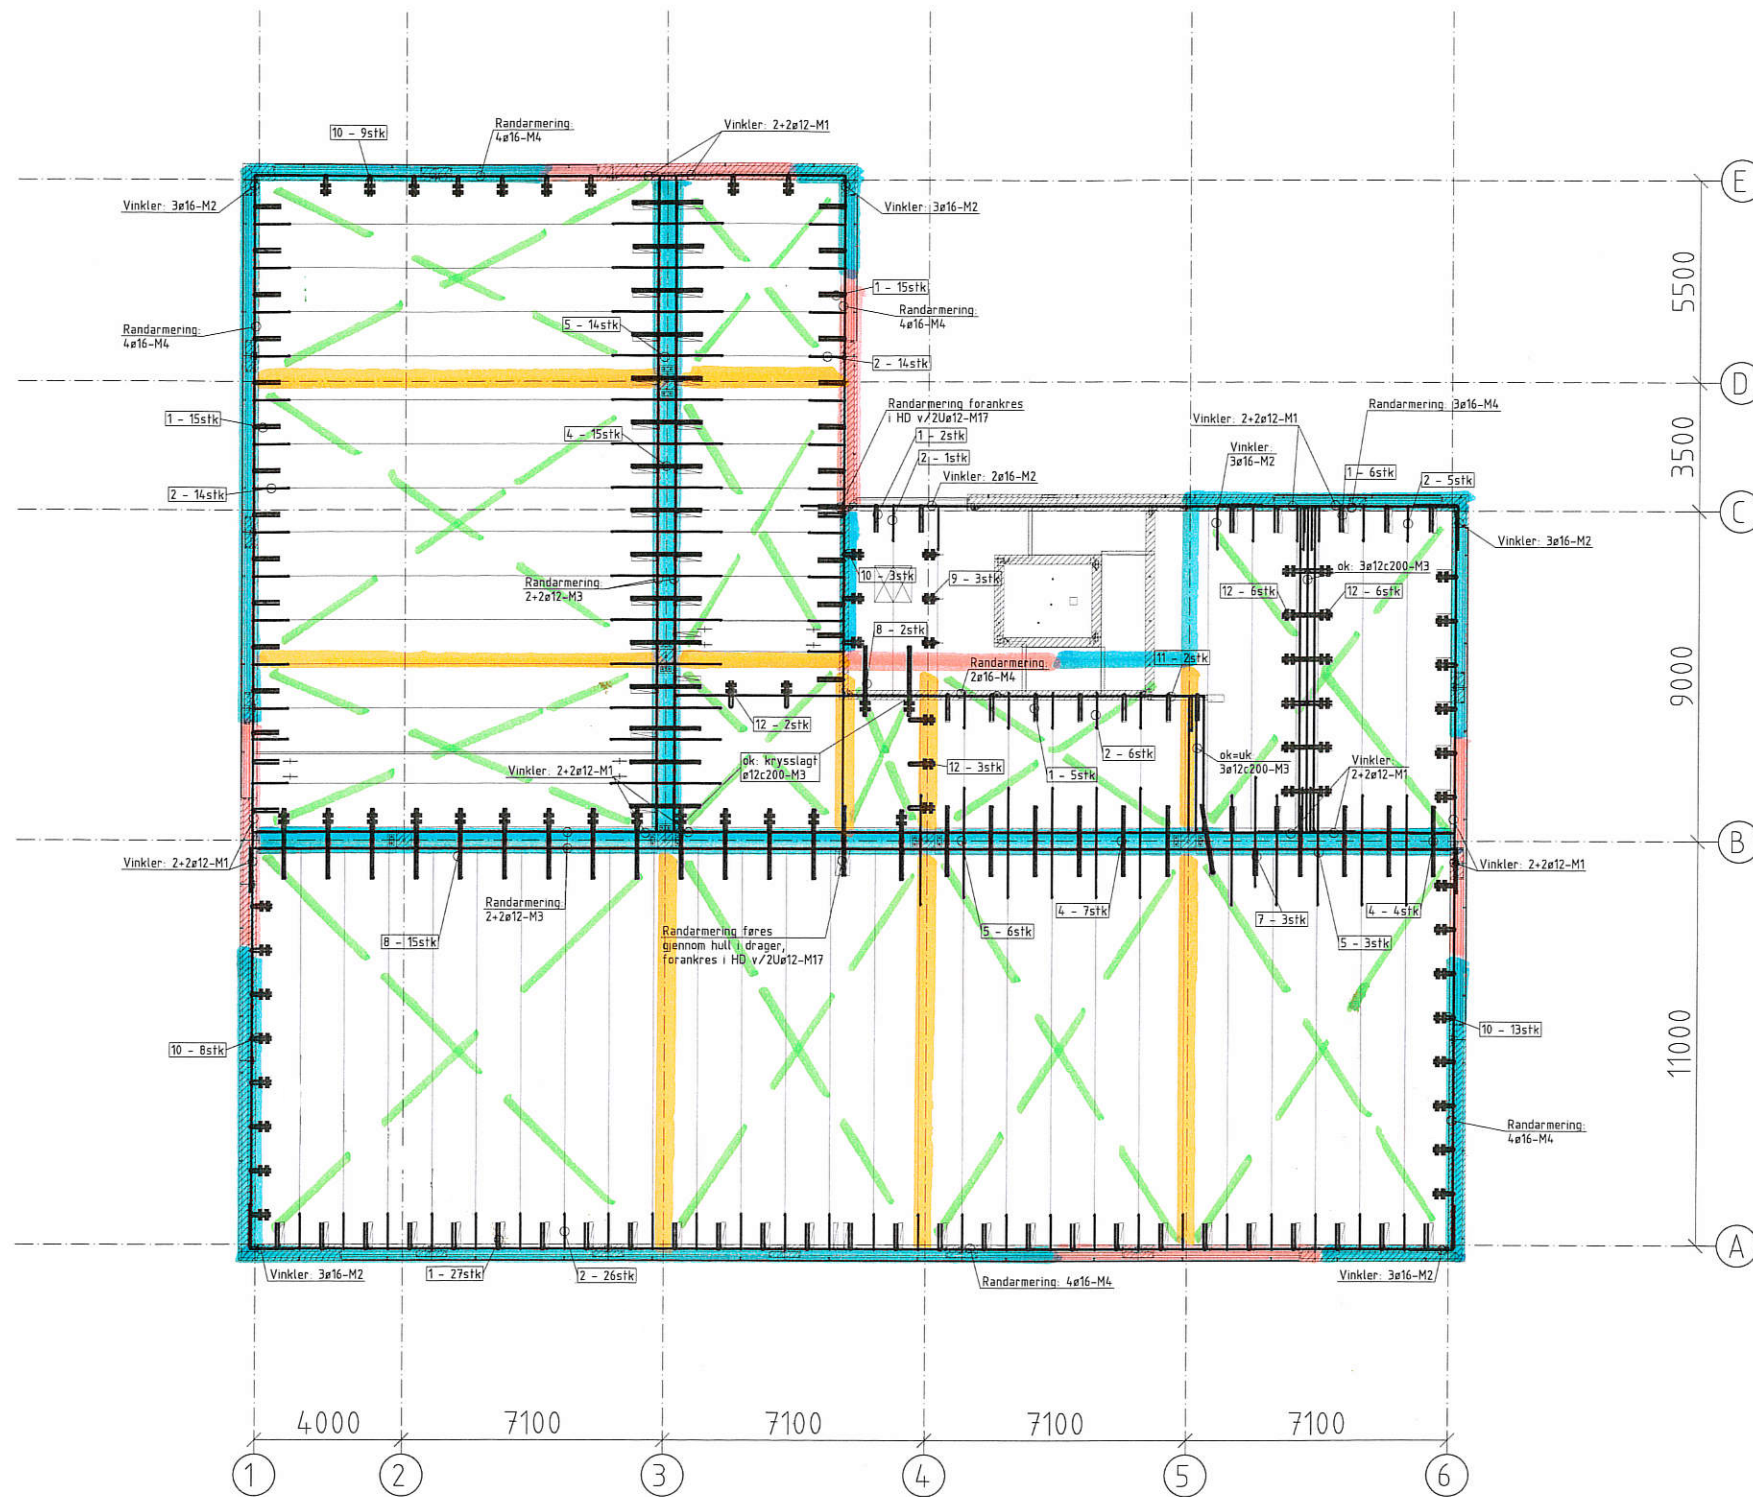 Randarmering:
4ø16-M4
10 - 9stk
Vinkler: 2+2ø12-M1
E
Vinkler: 3ø16-M2
Vinkler: 3ø16-M2
5500
1 - 15stk
Randarmering:
4ø16-M4
Randarmering:
4ø16-M4
5 - 14stk
2 - 14stk
D
Randarmering forankres
i HD v/2Uø12-M17
Randarmering: 3ø16-M4
1 - 15stk
Vinkler: 2+2ø12-M1
4 - 15stk
1 - 2stk
Vinkler:
3ø16-M2
3500
2 - 1stk
1 - 6stk
Vinkler: 2ø16-M2
2 - 5stk
2 - 14stk
C
Vinkler: 3ø16-M2
ok: 3ø12c200-M3
10 - 3stk
9 - 3stk
Randarmering:
2+2ø12-M3
12 - 6stk
12 - 6stk
8 - 2stk
11 - 2stk
Randarmering:
2ø16-M4
9000
12 - 2stk
ok: krysslagt
ø12c200-M3
2 - 6stk
ok=uk
3ø12c200-M3
12 - 3stk
1 - 5stk
Vinkler: 2+2ø12-M1
Vinkler:
2+2ø12-M1
B
Vinkler: 2+2ø12-M1
Vinkler: 2+2ø12-M1
Randarmering:
2+2ø12-M3
4 - 7stk
7 - 3stk
4 - 4stk
8 - 15stk
Randarmering føres
gjennom hull i drager,
forankres i HD v/2Uø12-M17
5 - 6stk
5 - 3stk
10 - 8stk
10 - 13stk
11000
Randarmering:
4ø16-M4
A
Vinkler: 3ø16-M2
1 - 27stk
2 - 26stk
Randarmering: 4ø16-M4
Vinkler: 3ø16-M2
4000
7100
7100
7100
7100
1
2
3
4
5
6